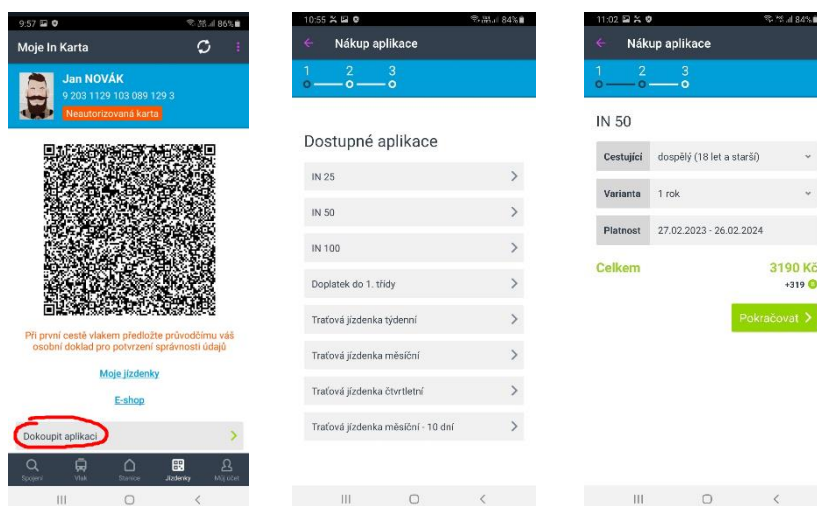 9:57
86%
Moje In Karta
Jan NOVÁK
9 203 1129 103 089 129 3
Neautorizovaná karta
Při první cestě vlakem předložte průvodčímu váš
osobní doklad pro potvrzení správnosti údajů
Moje jízdenky
E-shop
Dokoupit aplikaci
Spojení Vlak Stanice Jízdenky Můj účet
10:55
84%
Nákup aplikace
1 2 3
Dostupné aplikace
IN 25
IN 50
IN 100
Doplatek do 1. třídy
Traťová jízdenka týdenní
Traťová jízdenka měsíční
Traťová jízdenka čtvrtletní
Traťová jízdenka měsíční - 10 dní
11:02
84%
Nákup aplikace
1 2 3
IN 50
Cestující dospělý (18 let a starší)
Varianta 1 rok
Platnost 27.02.2023 - 26.02.2024
Celkem 3190 Kč
+319
Pokračovat